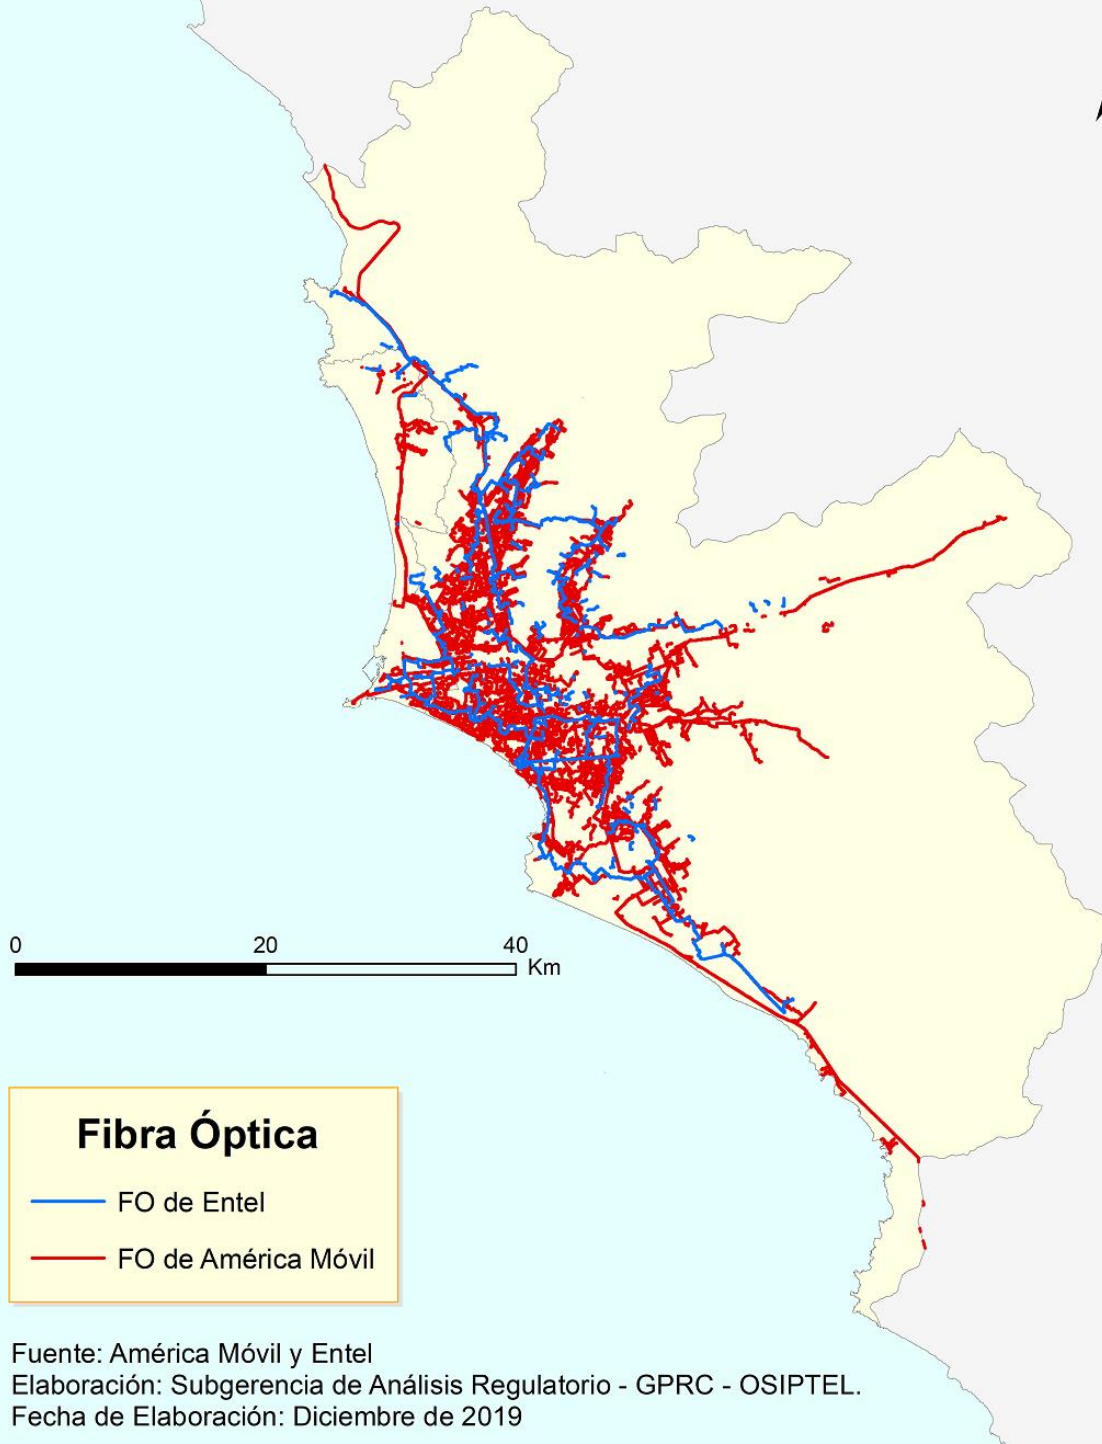 0 20 40
Km
Fibra Óptica
FO de Entel
FO de América Móvil
Fuente: América Móvil y Entel
Elaboración: Subgerencia de Análisis Regulatorio - GPRC - OSIPTEL.
Fecha de Elaboración: Diciembre de 2019